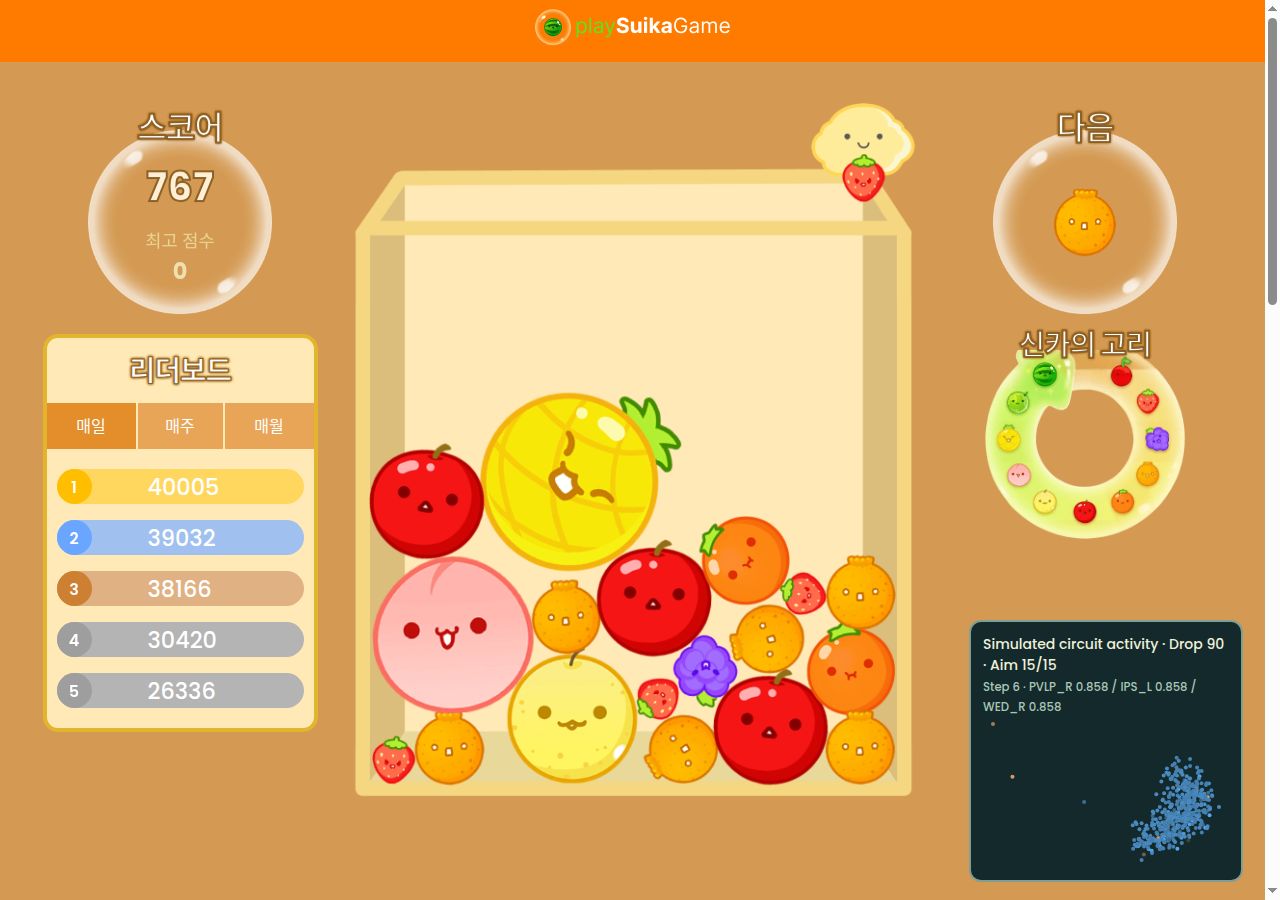 playSuikaGame
스코어
767
최고 점수
0
리더보드
매일 매주 매월
1 40005
2 39032
3 38166
4 30420
5 26336
다음
신카의 고리
Simulated circuit activity · Drop 90
· Aim 15/15
Step 6 · PVLP_R 0.858 / IPS_L 0.858 /
WED_R 0.858